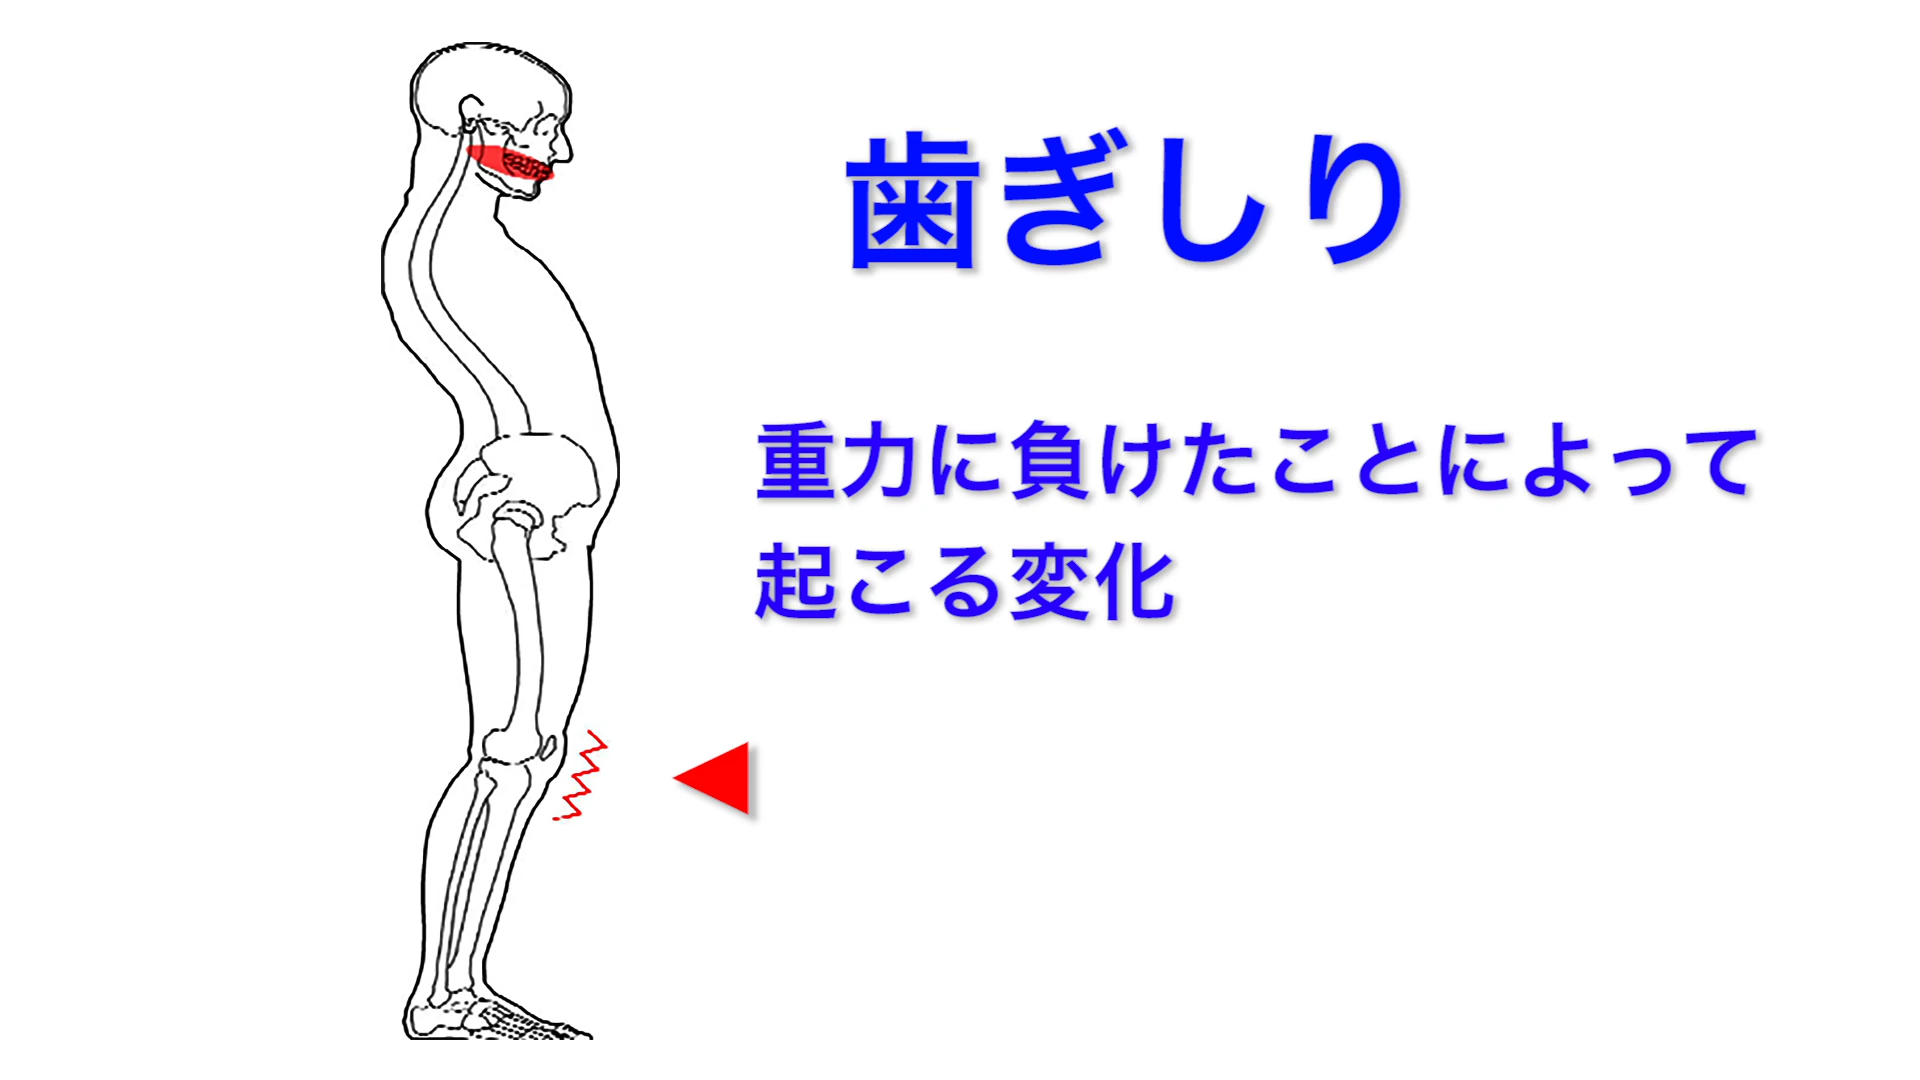 歯ぎしり
重力に負けたことによって
起こる変化